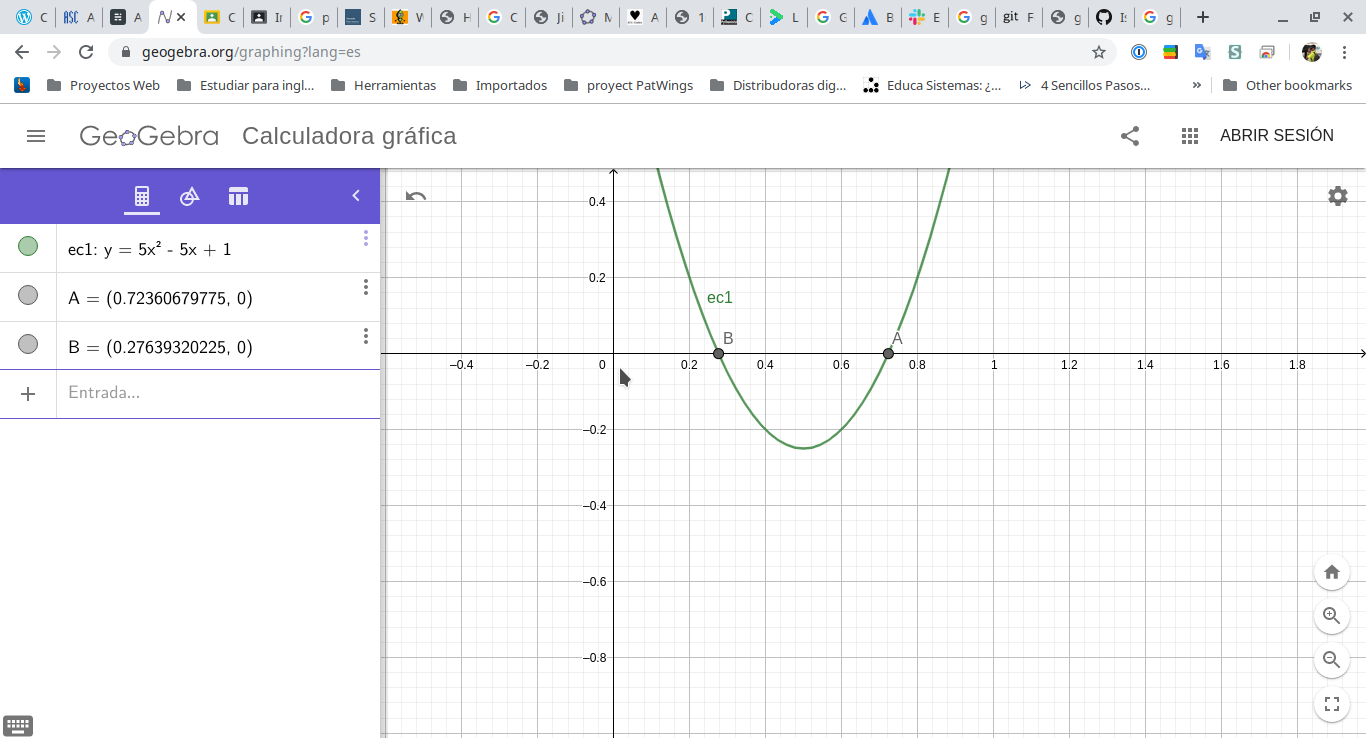 C ASC A A C Ir p S V H C Ji M A 1 C L G B E g git F g Is g
geogebra.org/graphing?lang=es
Proyectos Web Estudiar para ingl... Herramientas Importados proyect PatWings Distribudoras dig... Educa Sistemas: ¿... 4 Sencillos Pasos... » Other bookmarks
GeoGebra Calculadora gráfica ABRIR SESIÓN
ec1: y = 5x² - 5x + 1
A = (0.72360679775, 0)
B = (0.27639320225, 0)
Entrada...
0.4
0.2
ec1
B A
−0.4 −0.2 0 0.2 0.4 0.6 0.8 1 1.2 1.4 1.6 1.8
−0.2
−0.4
−0.6
−0.8